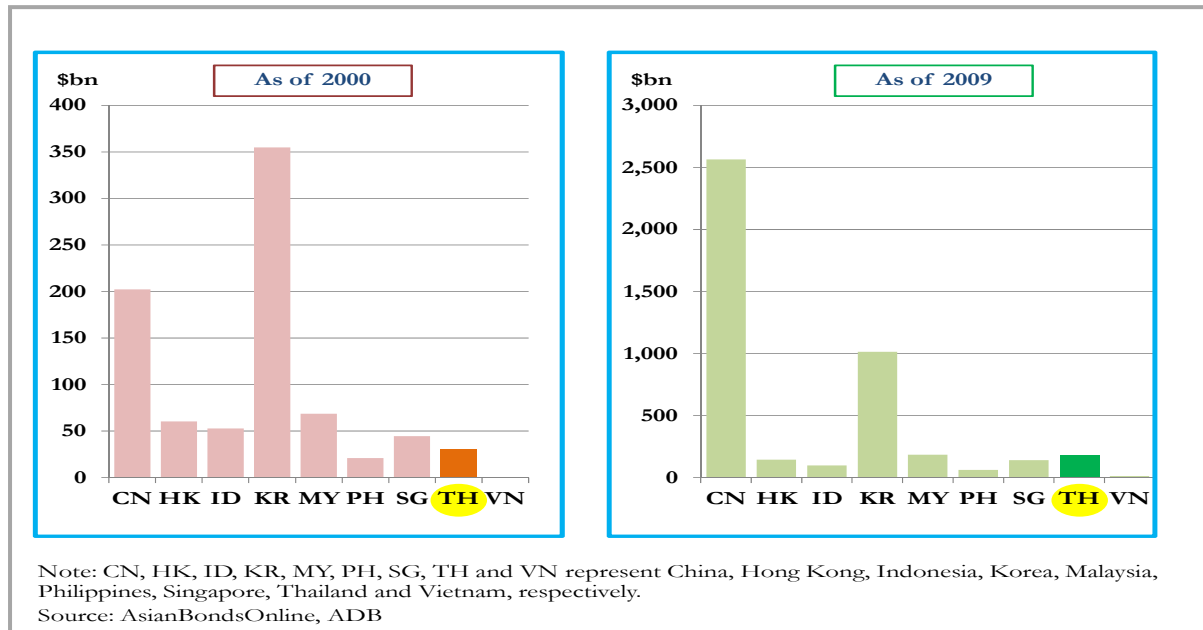 $bn
As of 2000
400
350
300
250
200
150
100
50
0
CN HK ID KR MY PH SG TH VN
$bn
As of 2009
3,000
2,500
2,000
1,500
1,000
500
0
CN HK ID KR MY PH SG TH VN
Note: CN, HK, ID, KR, MY, PH, SG, TH and VN represent China, Hong Kong, Indonesia, Korea, Malaysia,
Philippines, Singapore, Thailand and Vietnam, respectively.
Source: AsianBondsOnline, ADB